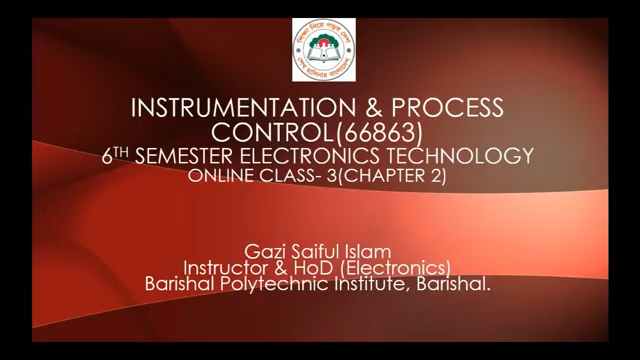 শিক্ষা নিয়ে গড়ব দেশ
শেখ হাসিনার বাংলাদেশ
INSTRUMENTATION & PROCESS
CONTROL(66863)
6TH SEMESTER ELECTRONICS TECHNOLOGY
ONLINE CLASS- 3(CHAPTER 2)
Gazi Saiful Islam
Instructor & HoD (Electronics)
Barishal Polytechnic Institute, Barishal.